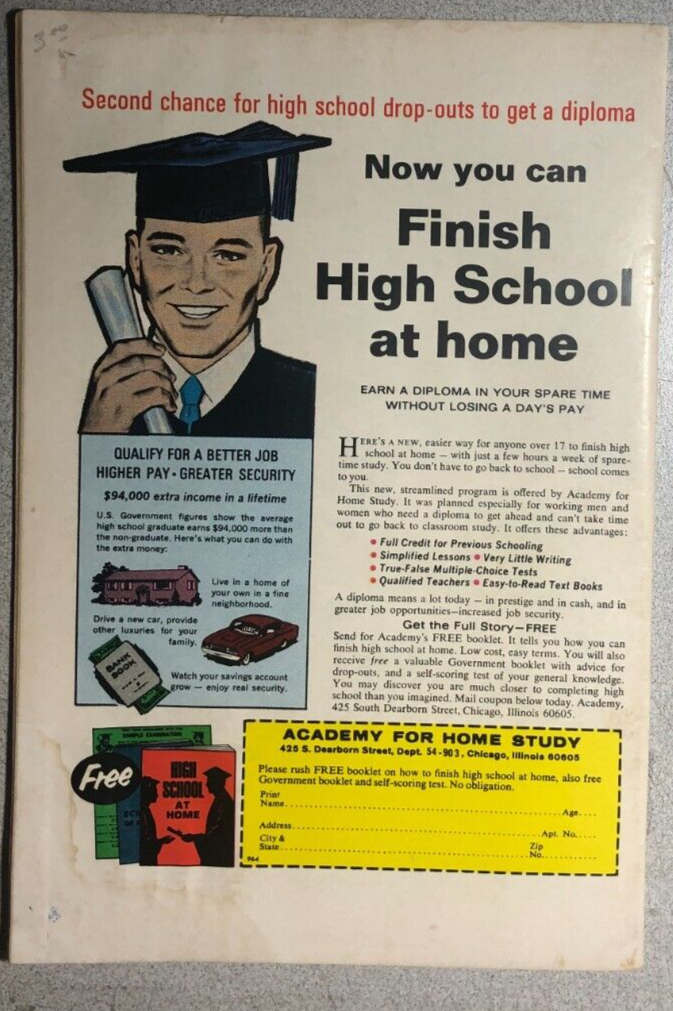 3 00
Second chance for high school drop-outs to get a diploma
Now you can
Finish
High School
at home
EARN A DIPLOMA IN YOUR SPARE TIME
WITHOUT LOSING A DAY'S PAY
HERE'S A NEW, easier way for anyone over 17 to finish high
school at home — with just a few hours a week of spare-
time study. You don't have to go back to school — school comes
to you.
This new, streamlined program is offered by Academy for
Home Study. It was planned especially for working men and
women who need a diploma to get ahead and can't take time
out to go back to classroom study. It offers these advantages:
• Full Credit for Previous Schooling
• Simplified Lessons • Very Little Writing
• True-False Multiple-Choice Tests
• Qualified Teachers • Easy-to-Read Text Books
A diploma means a lot today — in prestige and in cash, and in
greater job opportunities—increased job security.
Get the Full Story—FREE
Send for Academy's FREE booklet. It tells you how you can
finish high school at home. Low cost, easy terms. You will also
receive free a valuable Government booklet with advice for
drop-outs, and a self-scoring test of your general knowledge.
You may discover you are much closer to completing high
school than you imagined. Mail coupon below today. Academy,
425 South Dearborn Street, Chicago, Illinois 60605.
QUALIFY FOR A BETTER JOB
HIGHER PAY • GREATER SECURITY
$94,000 extra income in a lifetime
U.S. Government figures show the average
high school graduate earns $94,000 more than
the non-graduate. Here's what you can do with
the extra money:
Live in a home of
your own in a fine
neighborhood.
Drive a new car, provide
other luxuries for your
family.
BANK
BOOK
Watch your savings account
grow — enjoy real security.
Free
SAMPLE EXAMINATION
HIGH
SCHOOL
AT
HOME
ACADEMY FOR HOME STUDY
425 S. Dearborn Street, Dept. 54-903, Chicago, Illinois 60605
Please rush FREE booklet on how to finish high school at home, also free
Government booklet and self-scoring test. No obligation.
Print
Name.......... Age....
Address.......... Apt. No.....
City &
State.......... Zip
No..........
964